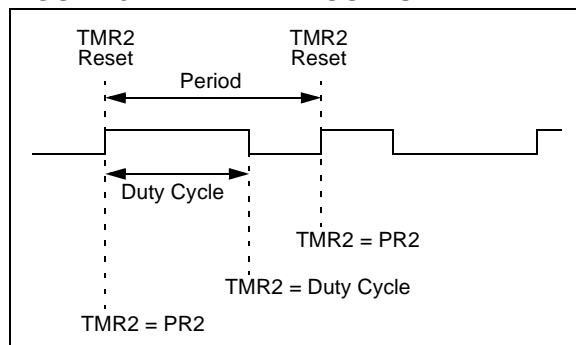 TMR2
Reset
TMR2
Reset
Period
Duty Cycle
TMR2 = PR2
TMR2 = Duty Cycle
TMR2 = PR2